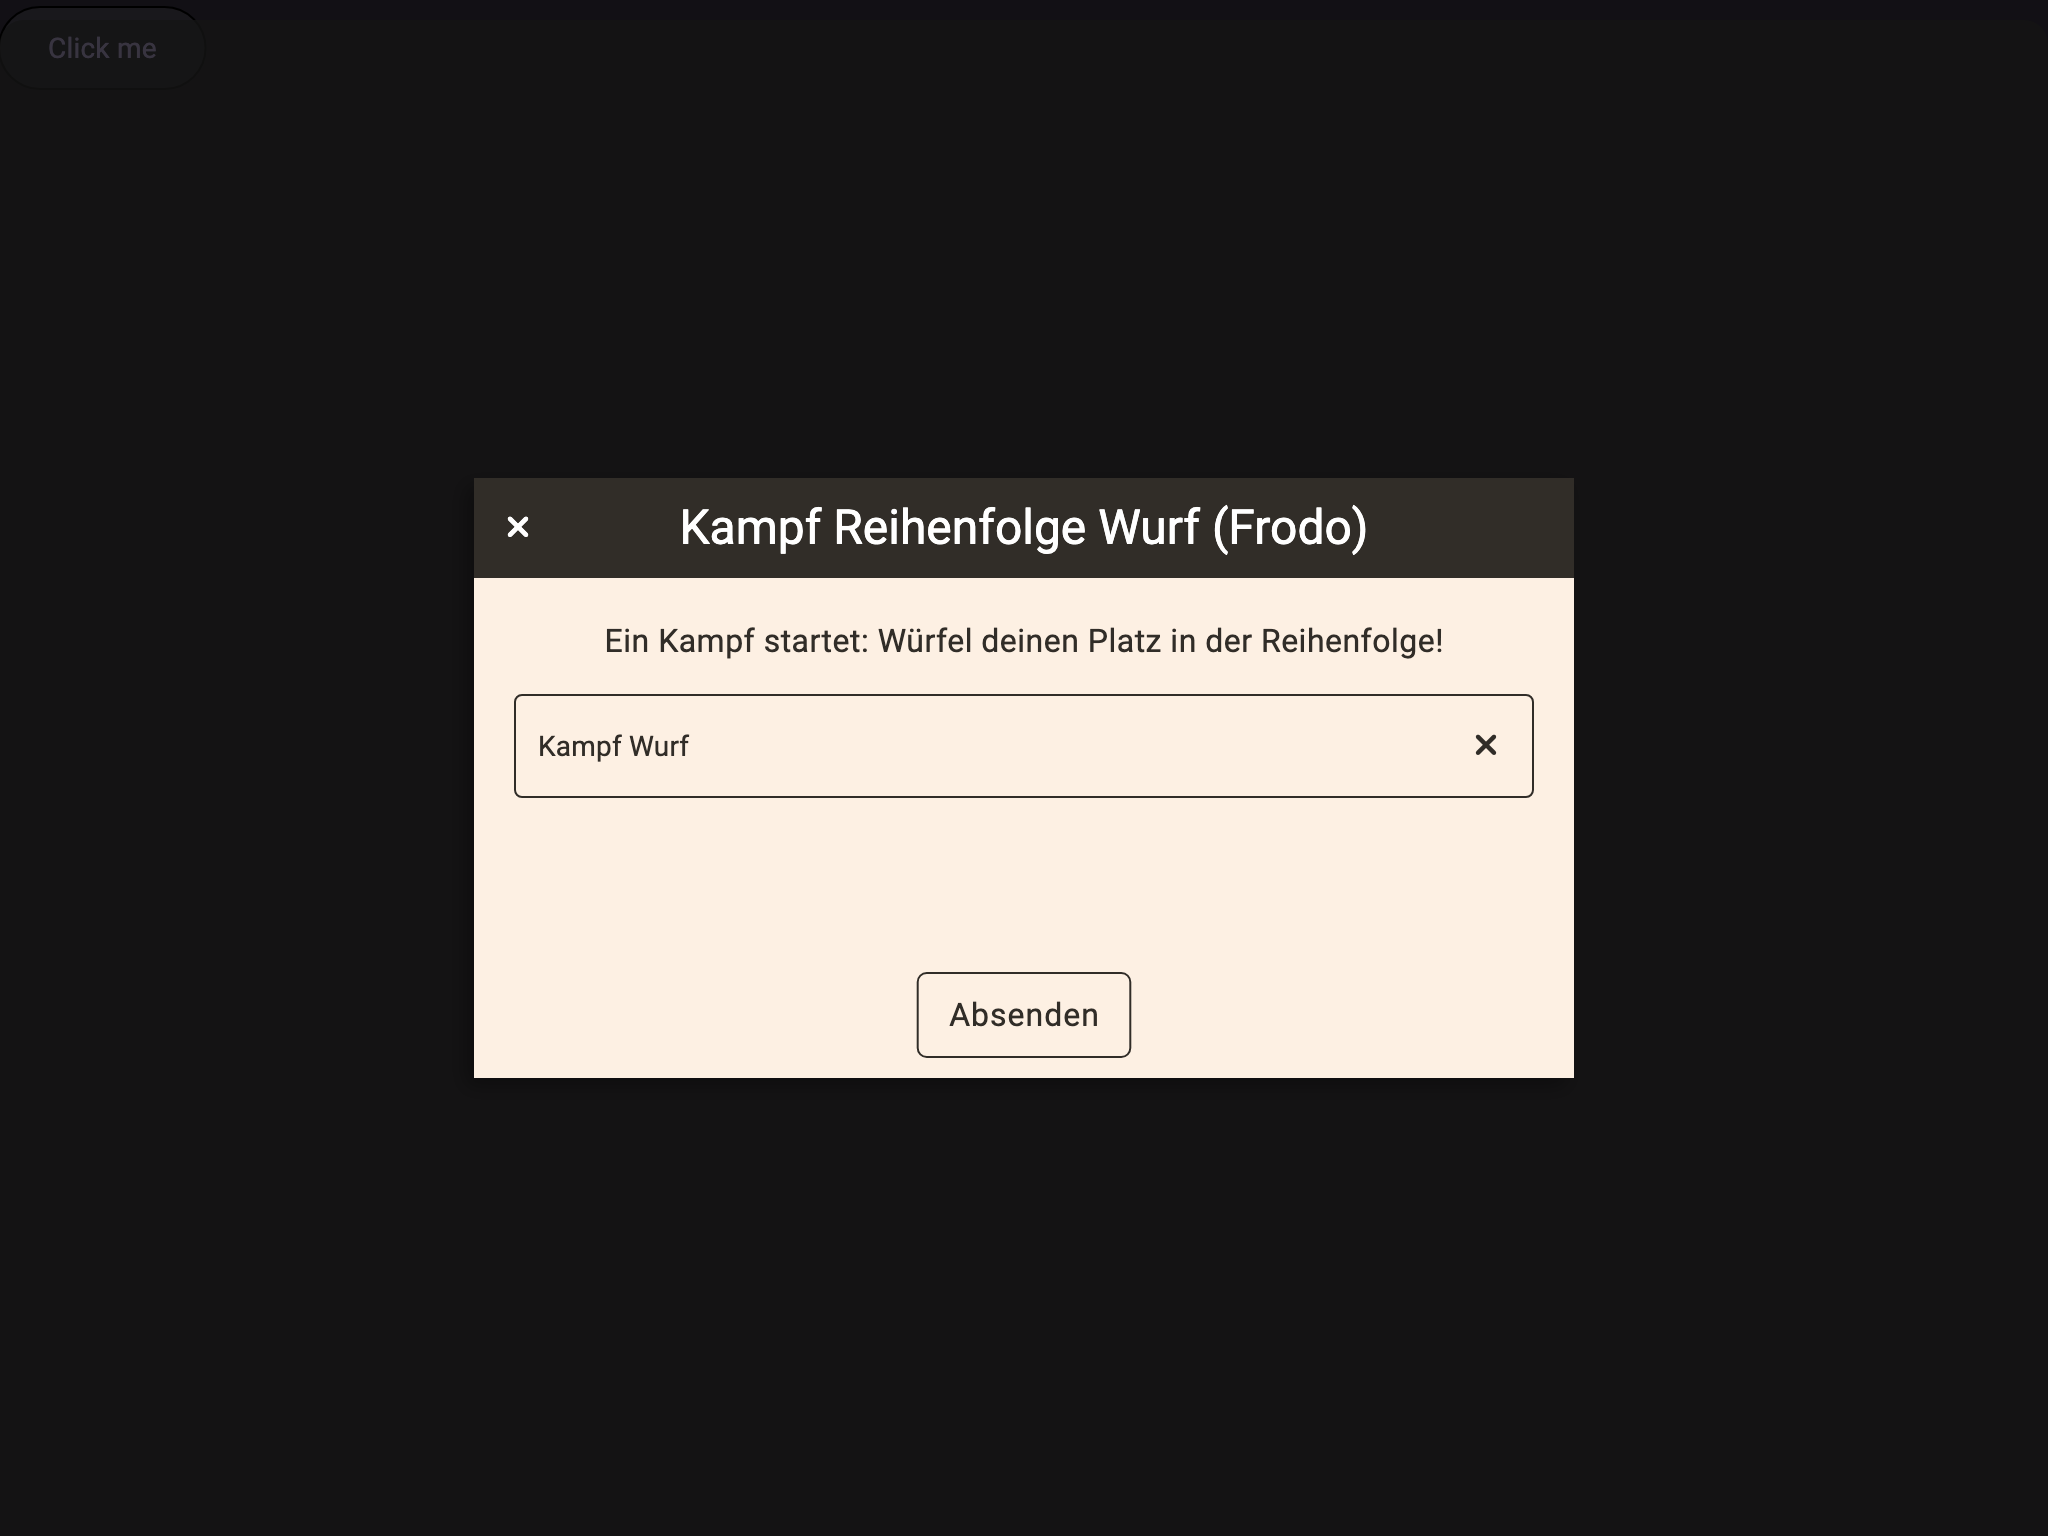 Click me
Kampf Reihenfolge Wurf (Frodo)
Ein Kampf startet: Würfel deinen Platz in der Reihenfolge!
Kampf Wurf
Absenden